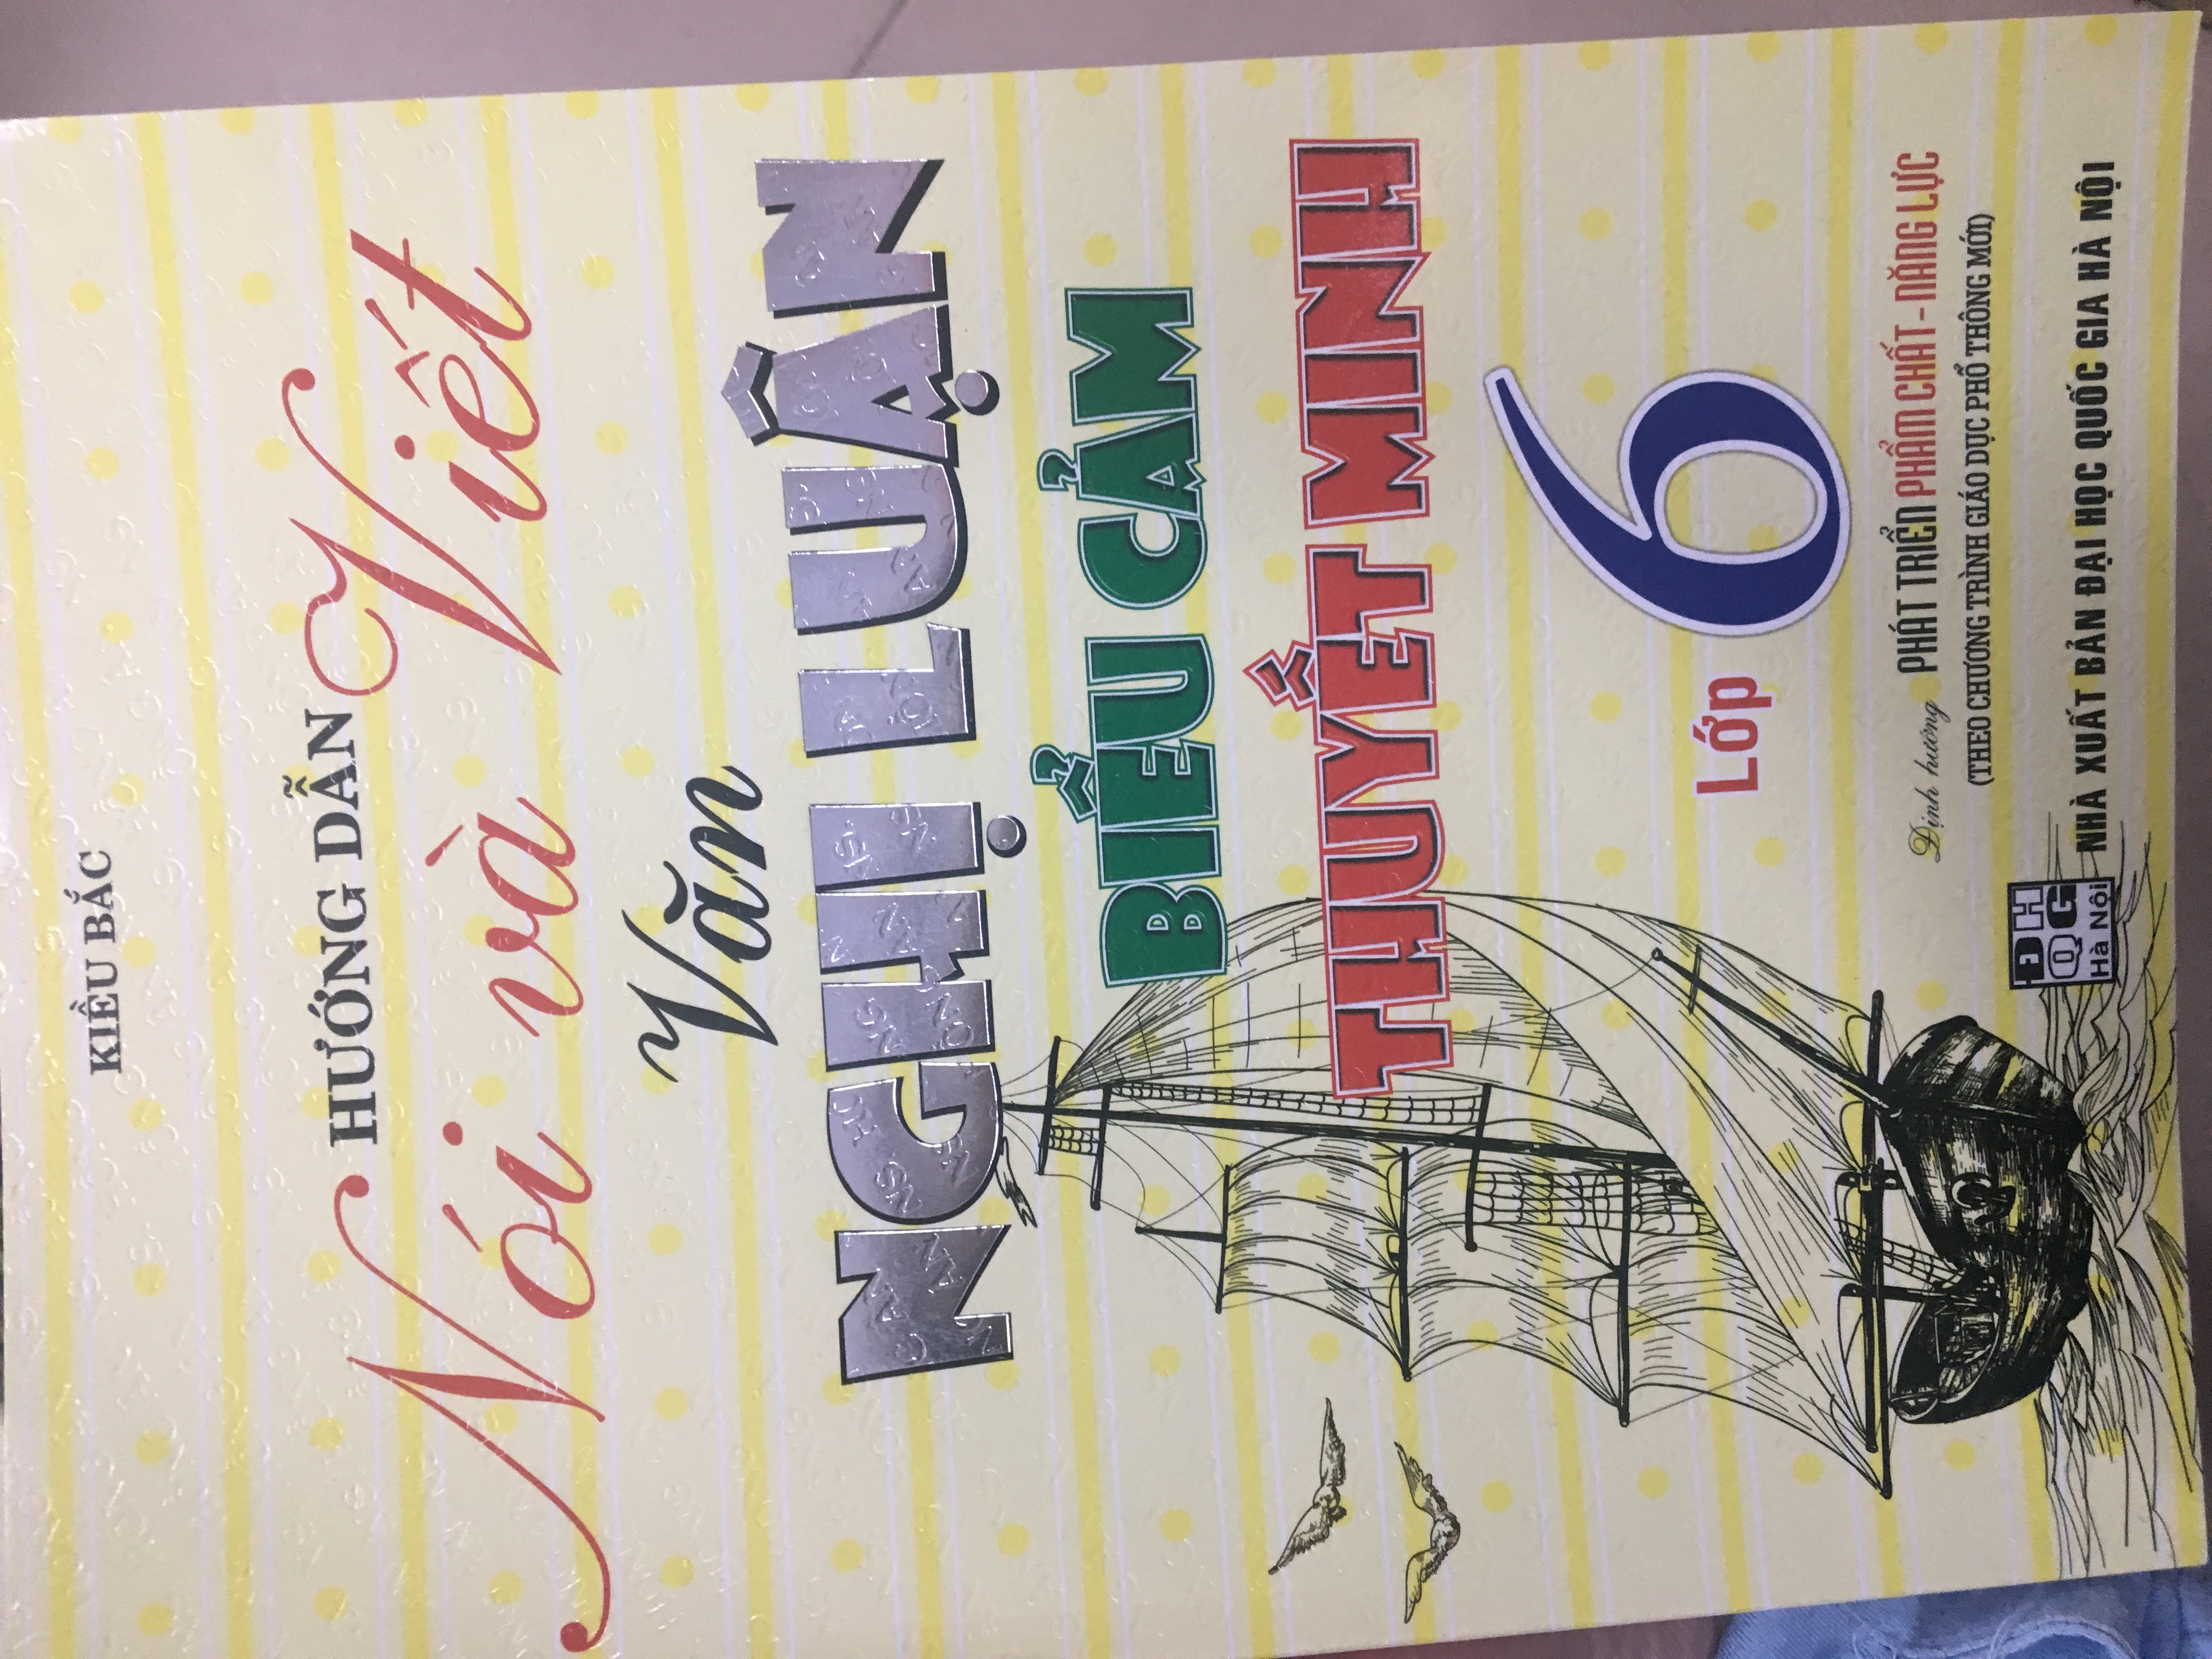 KIỀU BẮC
HƯỚNG DẪN
Nói và Viết
Văn
NGHỊ LUẬN
BIỂU CẢM
THUYẾT MINH
Lớp 6
Định hướng PHÁT TRIỂN PHẨM CHẤT - NĂNG LỰC
(THEO CHƯƠNG TRÌNH GIÁO DỤC PHỔ THÔNG MỚI)
ĐH
QG
Hà Nội
NHÀ XUẤT BẢN ĐẠI HỌC QUỐC GIA HÀ NỘI